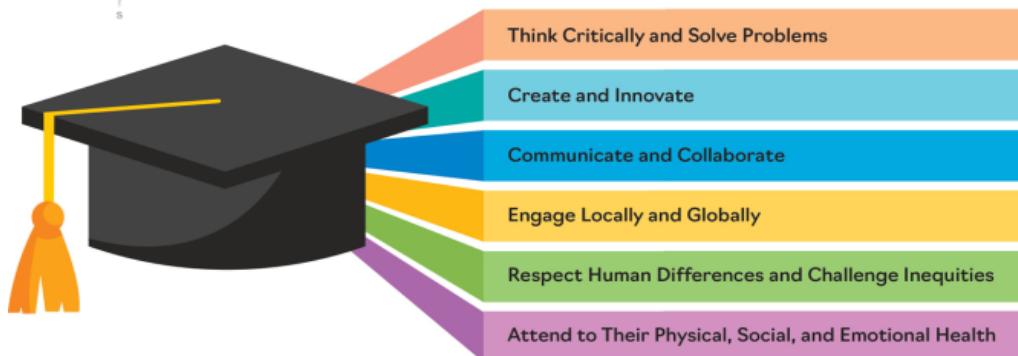 s
Think Critically and Solve Problems
Create and Innovate
Communicate and Collaborate
Engage Locally and Globally
Respect Human Differences and Challenge Inequities
Attend to Their Physical, Social, and Emotional Health